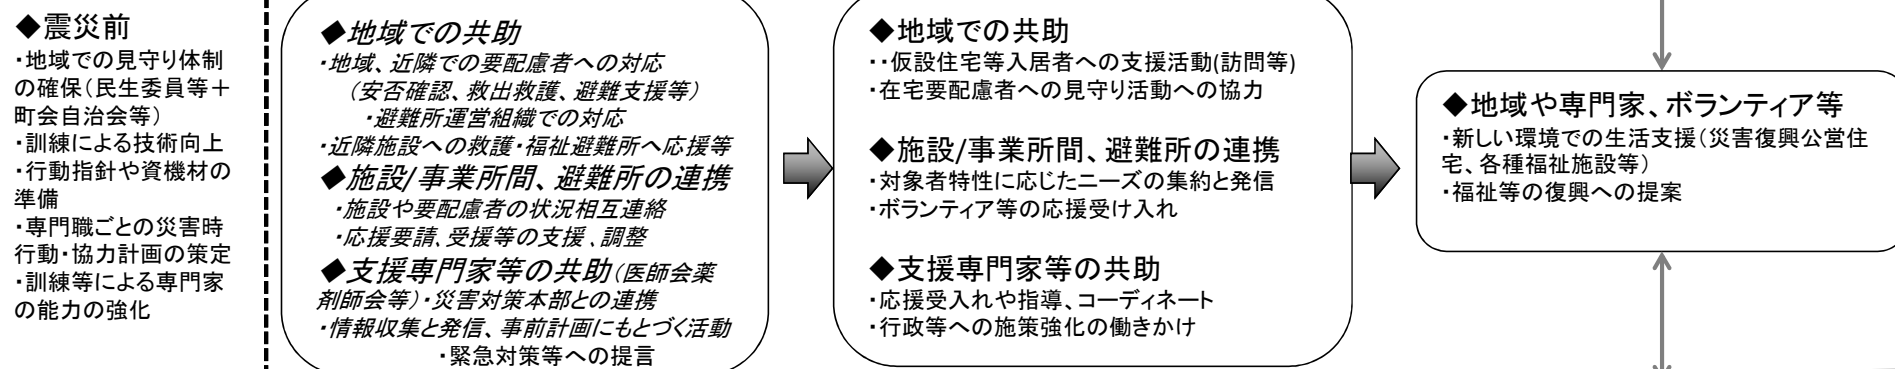 ◆震災前
・地域での見守り体制
の確保(民生委員等＋
町会自治会等)
・訓練による技術向上
・行動指針や資機材の
準備
・専門職ごとの災害時
行動・協力計画の策定
・訓練等による専門家
の能力の強化
◆地域での共助
・地域、近隣での要配慮者への対応
(安否確認、救出救護、避難支援等)
・避難所運営組織での対応
・近隣施設への救護・福祉避難所へ応援等
◆施設/事業所間、避難所の連携
・施設や要配慮者の状況相互連絡
・応援要請、受援等の支援、調整
◆支援専門家等の共助(医師会薬
剤師会等)・災害対策本部との連携
・情報収集と発信、事前計画にもとづく活動
・緊急対策等への提言
◆地域での共助
・・仮設住宅等入居者への支援活動(訪問等)
・在宅要配慮者への見守り活動への協力
◆施設/事業所間、避難所の連携
・対象者特性に応じたニーズの集約と発信
・ボランティア等の応援受け入れ
◆支援専門家等の共助
・応援受入れや指導、コーディネート
・行政等への施策強化の働きかけ
◆地域や専門家、ボランティア等
・新しい環境での生活支援(災害復興公営住
宅、各種福祉施設等)
・福祉等の復興への提案